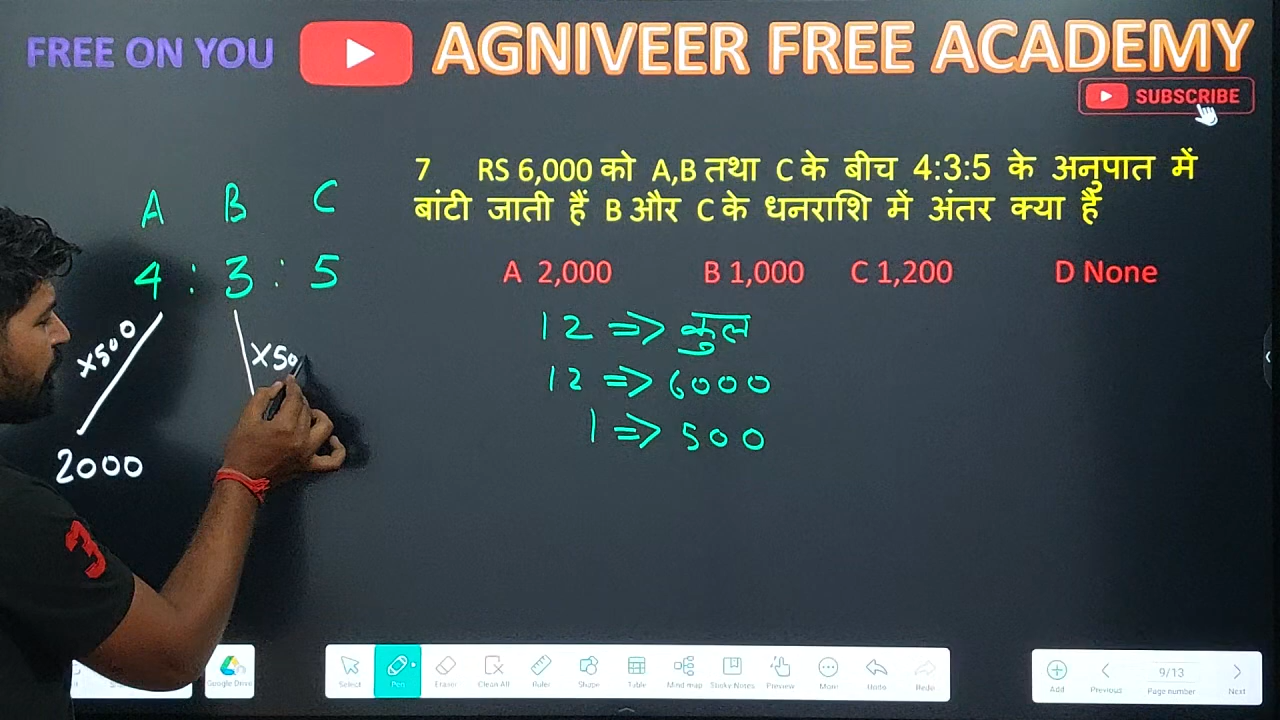 FREE ON YOU
AGNIVEER FREE ACADEMY
SUBSCRIBE
7 RS 6,000 को A,B तथा C के बीच 4:3:5 के अनुपात में
बांटी जाती हैं B और C के धनराशि में अंतर क्या हैं
A 2,000 B 1,000 C 1,200 D None
A B C
4 : 3 : 5
12 => कुल
12 => 6000
1 => 500
×500
×50
2000
3
Google Drive
Select Pen Eraser Clean All Ruler Shape Table Mind map Sticky Notes Preview More Undo Redo
9/13
Add Previous Page number Next